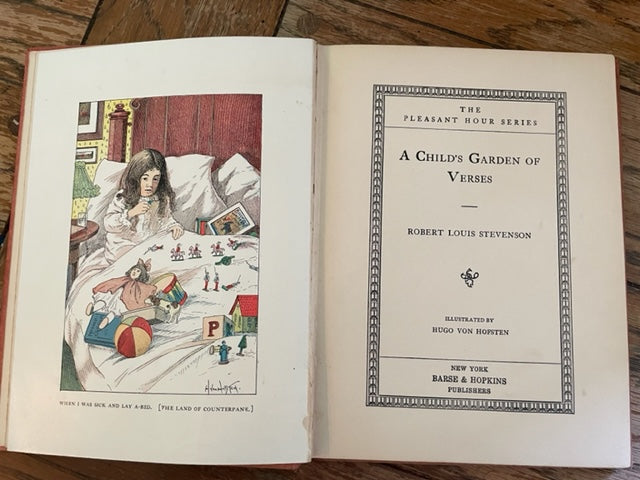 WHEN I WAS SICK AND LAY A-BED. [THE LAND OF COUNTERPANE.]
P
THE
PLEASANT HOUR SERIES
A CHILD'S GARDEN OF
VERSES
ROBERT LOUIS STEVENSON
ILLUSTRATED BY
HUGO VON HOFSTEN
NEW YORK
BARSE & HOPKINS
PUBLISHERS